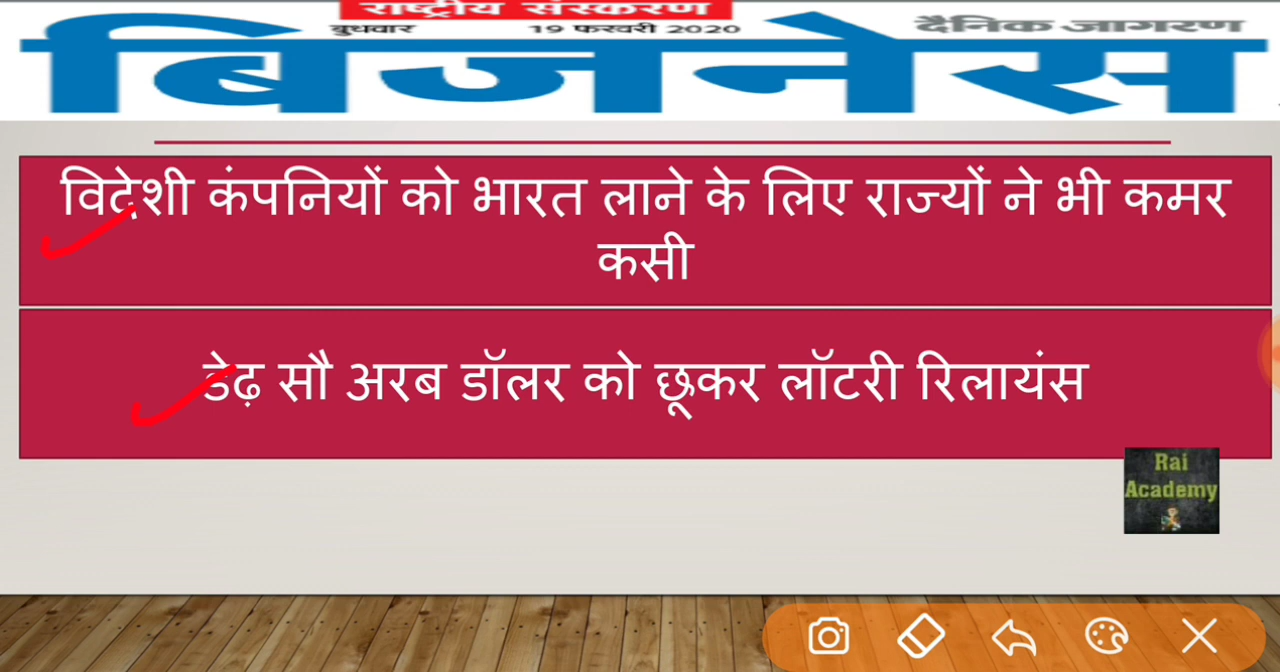 राष्ट्रीय संस्करण
बुधवार 19 फरवरी 2020 दैनिक जागरण
बिजनेस
विदेशी कंपनियों को भारत लाने के लिए राज्यों ने भी कमर
कसी
डेढ़ सौ अरब डॉलर को छूकर लॉटरी रिलायंस
Rai
Academy